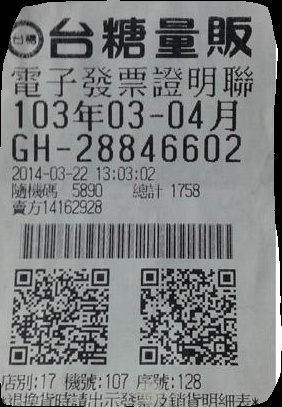 台糖 台糖量販
電子發票證明聯
103年03-04月
GH-28846602
2014-03-22 13:03:02
隨機碼 5890 總計 1758
賣方14162928
店別:17 機號:107 序號:128
*退換貨時請出示發票及銷貨明細表*